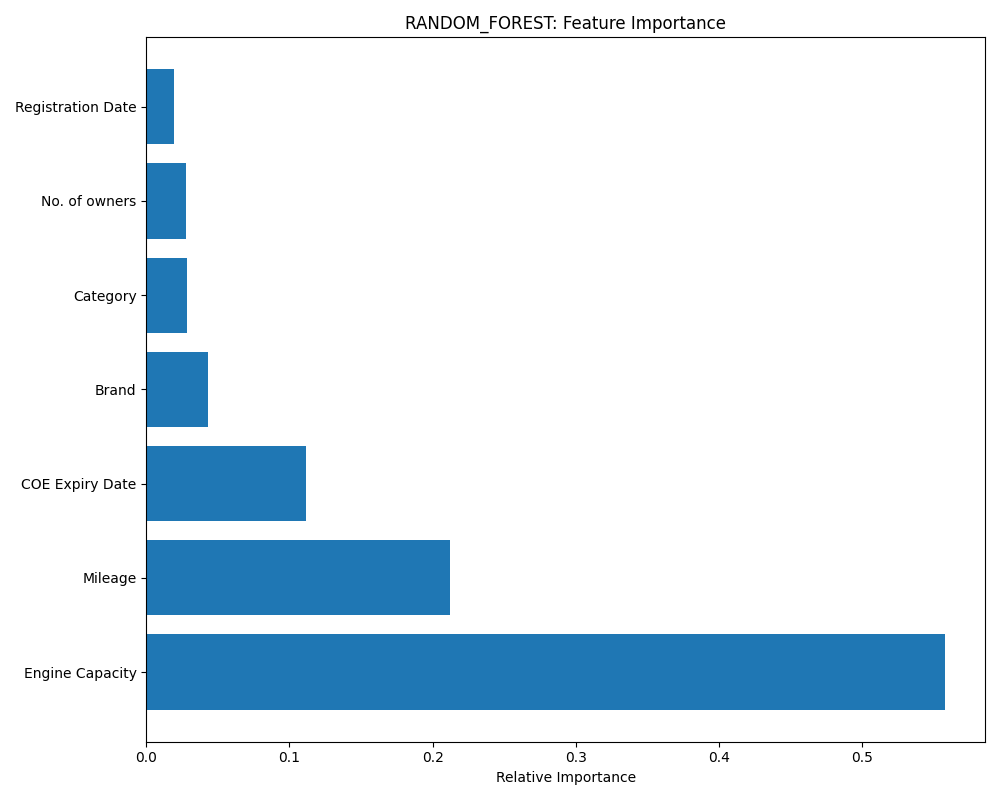 RANDOM_FOREST: Feature Importance
Registration Date
No. of owners
Category
Brand
COE Expiry Date
Mileage
Engine Capacity
0.0 0.1 0.2 0.3 0.4 0.5
Relative Importance